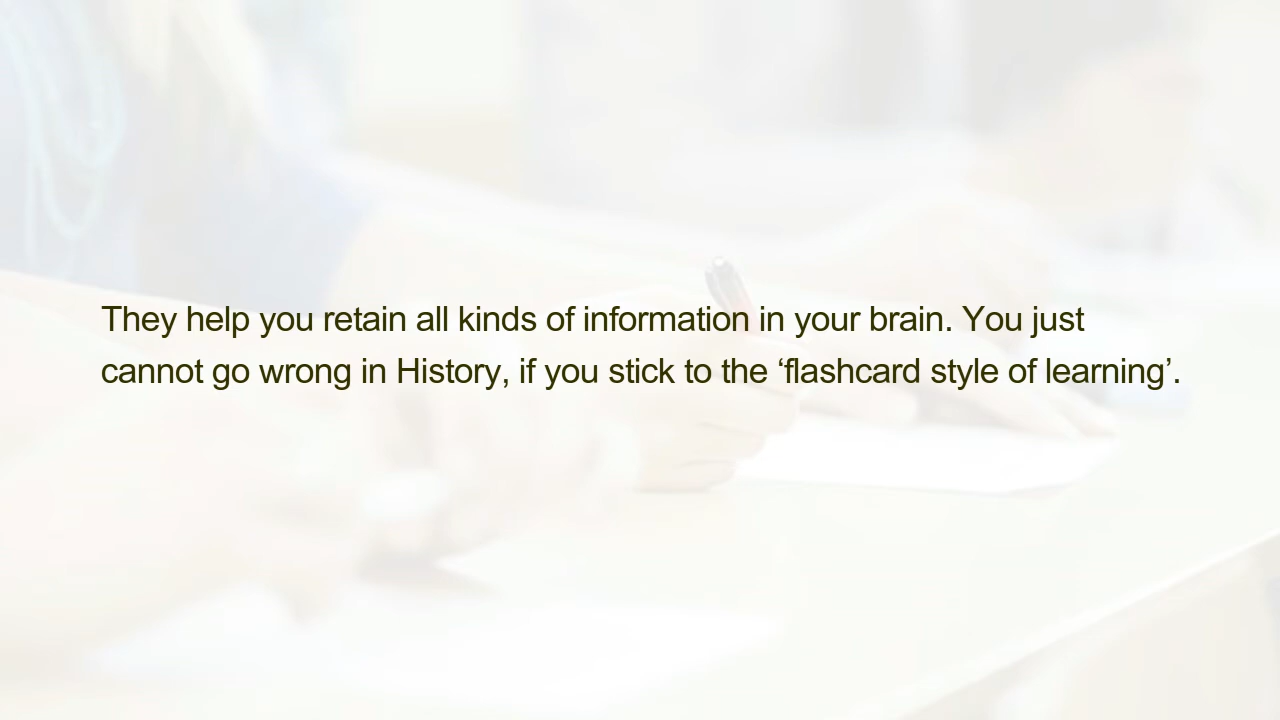 They help you retain all kinds of information in your brain. You just
cannot go wrong in History, if you stick to the ‘flashcard style of learning’.